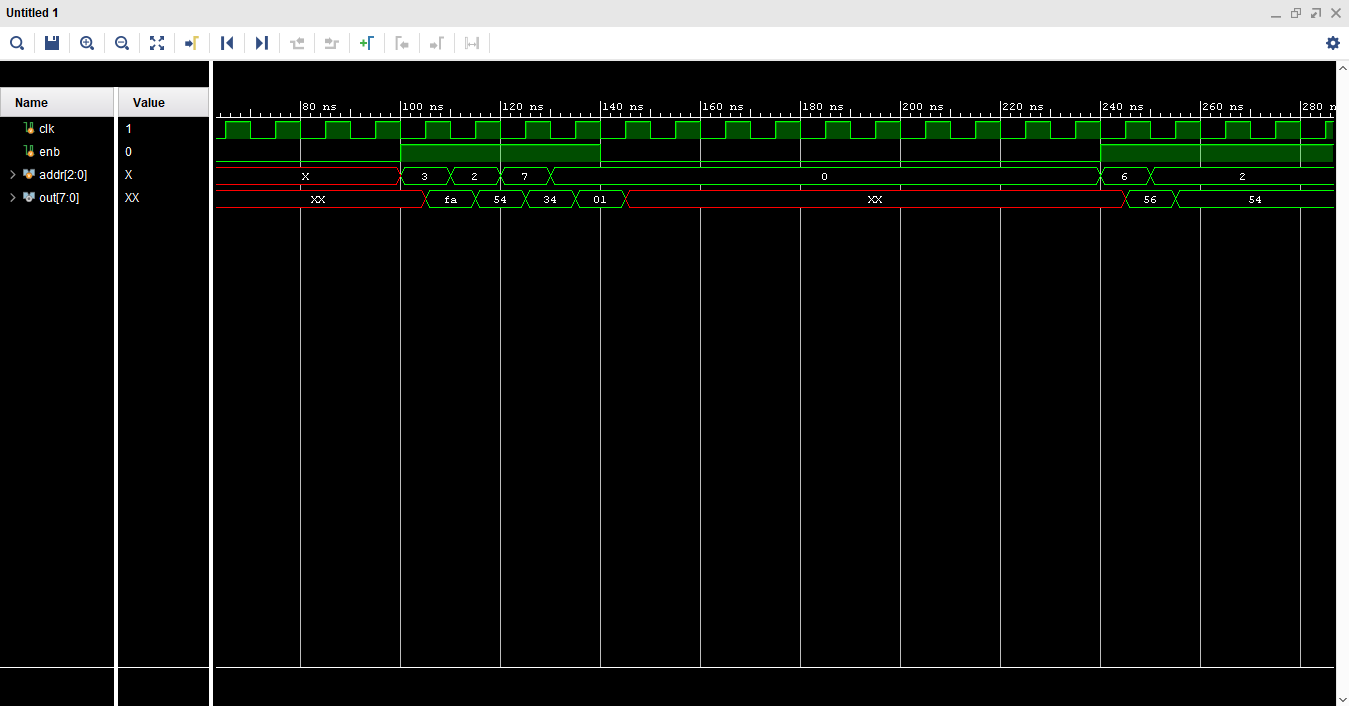 Untitled 1
Name Value
80 ns 100 ns 120 ns 140 ns 160 ns 180 ns 200 ns 220 ns 240 ns 260 ns 280 n
clk 1
enb 0
addr[2:0] X X 3 2 7 0 6 2
out[7:0] XX XX fa 54 34 01 XX 56 54